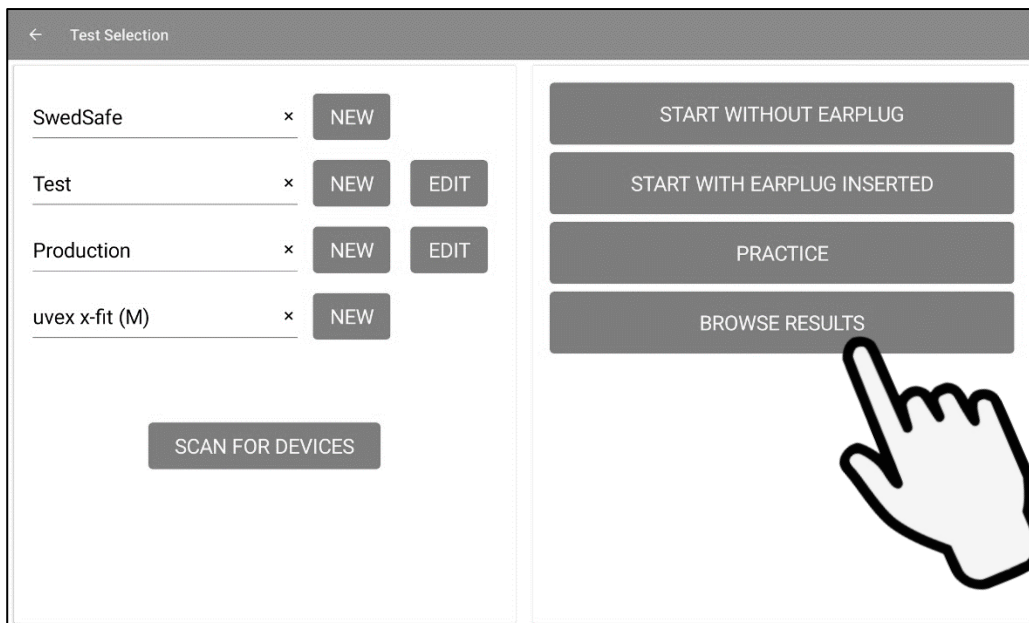 Test Selection
SwedSafe × NEW
Test × NEW EDIT
Production × NEW EDIT
uvex x-fit (M) × NEW
SCAN FOR DEVICES
START WITHOUT EARPLUG
START WITH EARPLUG INSERTED
PRACTICE
BROWSE RESULTS